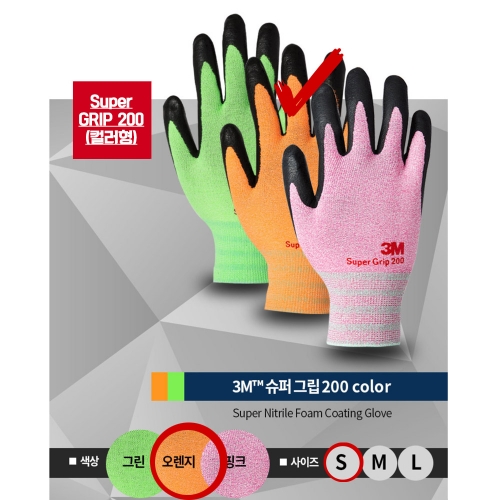 Super
GRIP 200
(컬러형)
Super
3M
Super Grip 200
3M™ 슈퍼 그립 200 color
Super Nitrile Foam Coating Glove
■ 색상 그린 오렌지 핑크 ■ 사이즈 S M L